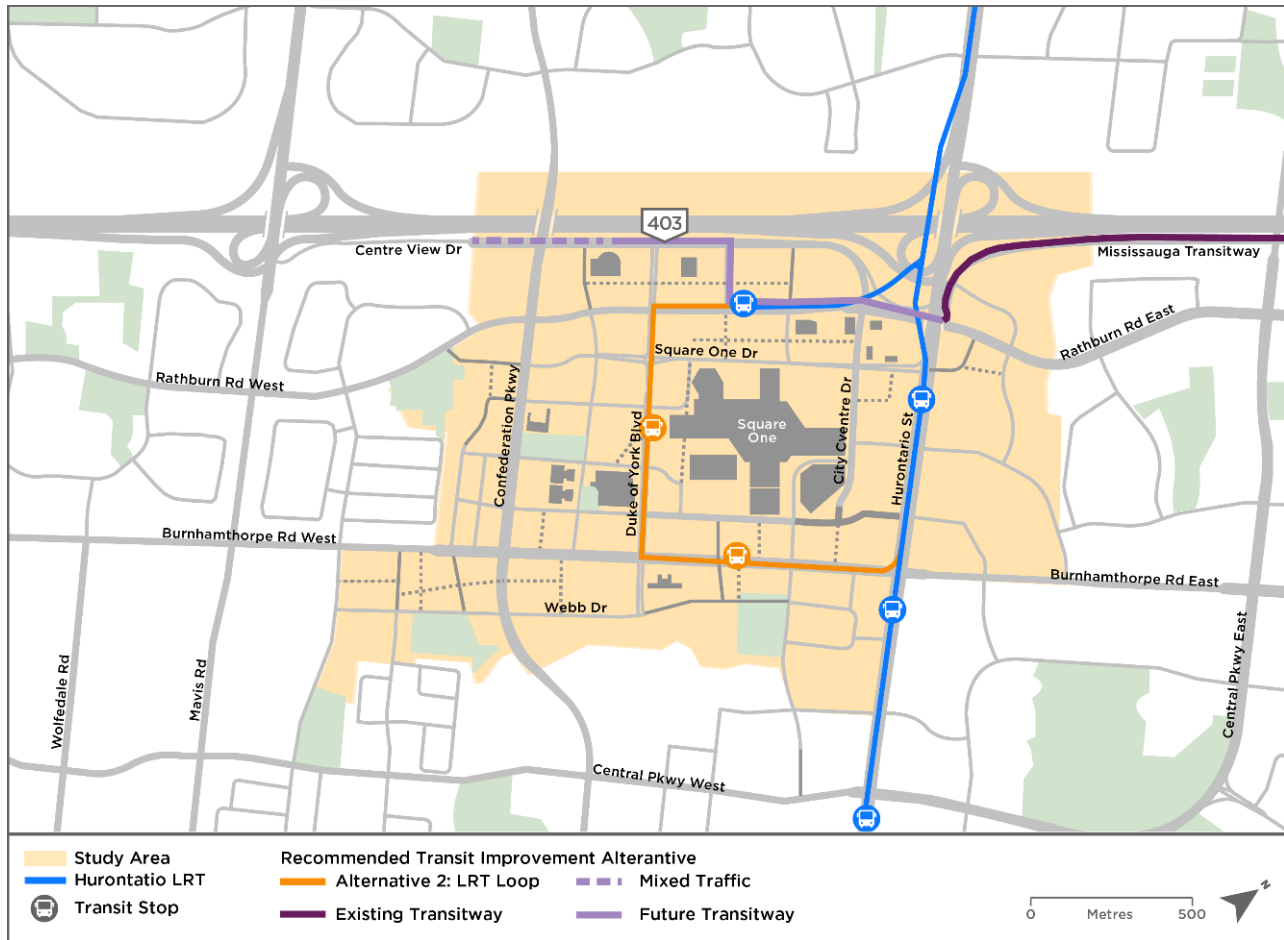 403
Centre View Dr
Mississauga Transitway
Rathburn Rd East
Square One Dr
Rathburn Rd West
Confederation Pkwy
Duke of York Blvd
Square
One
City Cventre Dr
Hurontario St
Burnhamthorpe Rd West
Burnhamthorpe Rd East
Webb Dr
Wolfedale Rd
Mavis Rd
Central Pkwy East
Central Pkwy West
Study Area
Hurontatio LRT
Transit Stop
Recommended Transit Improvement Alterantive
Alternative 2: LRT Loop
Mixed Traffic
Existing Transitway
Future Transitway
0 Metres 500
N